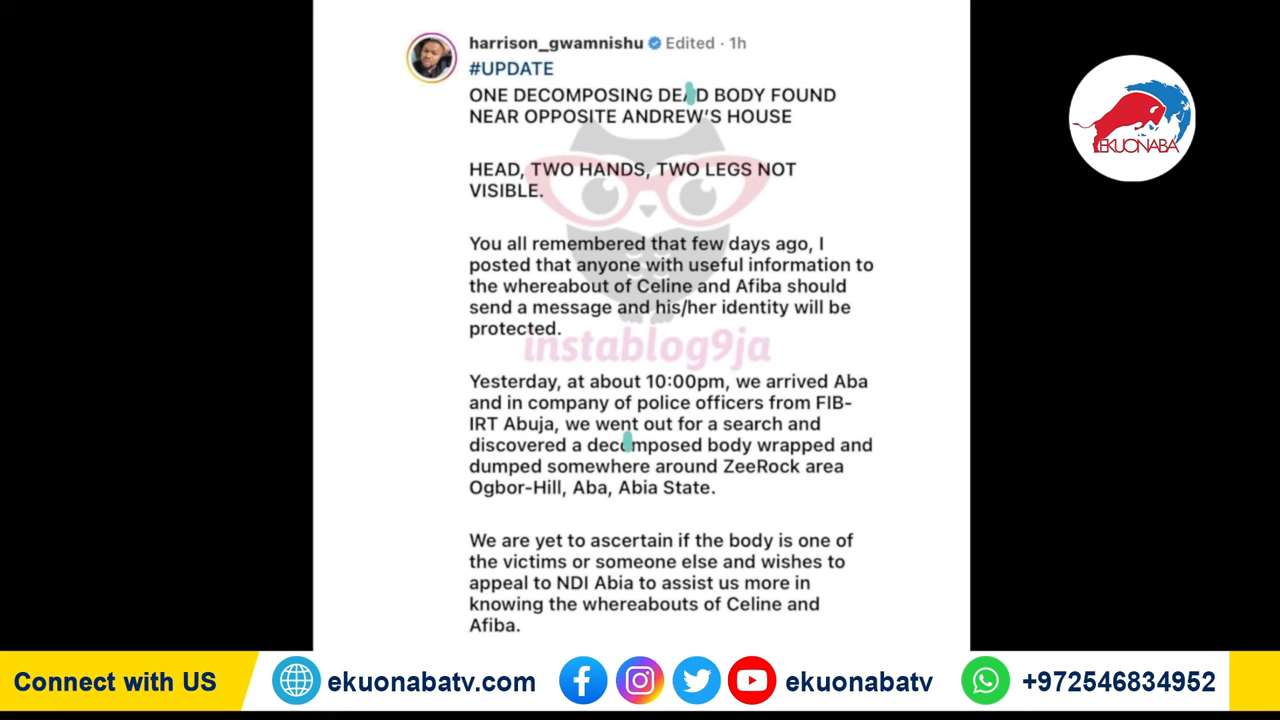 harrison_gwamnishu Edited · 1h
#UPDATE
ONE DECOMPOSING DEAD BODY FOUND
NEAR OPPOSITE ANDREW'S HOUSE
HEAD, TWO HANDS, TWO LEGS NOT
VISIBLE.
You all remembered that few days ago, I
posted that anyone with useful information to
the whereabout of Celine and Afiba should
send a message and his/her identity will be
protected.
instablog9ja
Yesterday, at about 10:00pm, we arrived Aba
and in company of police officers from FIB-
IRT Abuja, we went out for a search and
discovered a decomposed body wrapped and
dumped somewhere around ZeeRock area
Ogbor-Hill, Aba, Abia State.
We are yet to ascertain if the body is one of
the victims or someone else and wishes to
appeal to NDI Abia to assist us more in
knowing the whereabouts of Celine and
Afiba.
EKUONABA
Connect with US
ekuonabatv.com
ekuonabatv
+972546834952